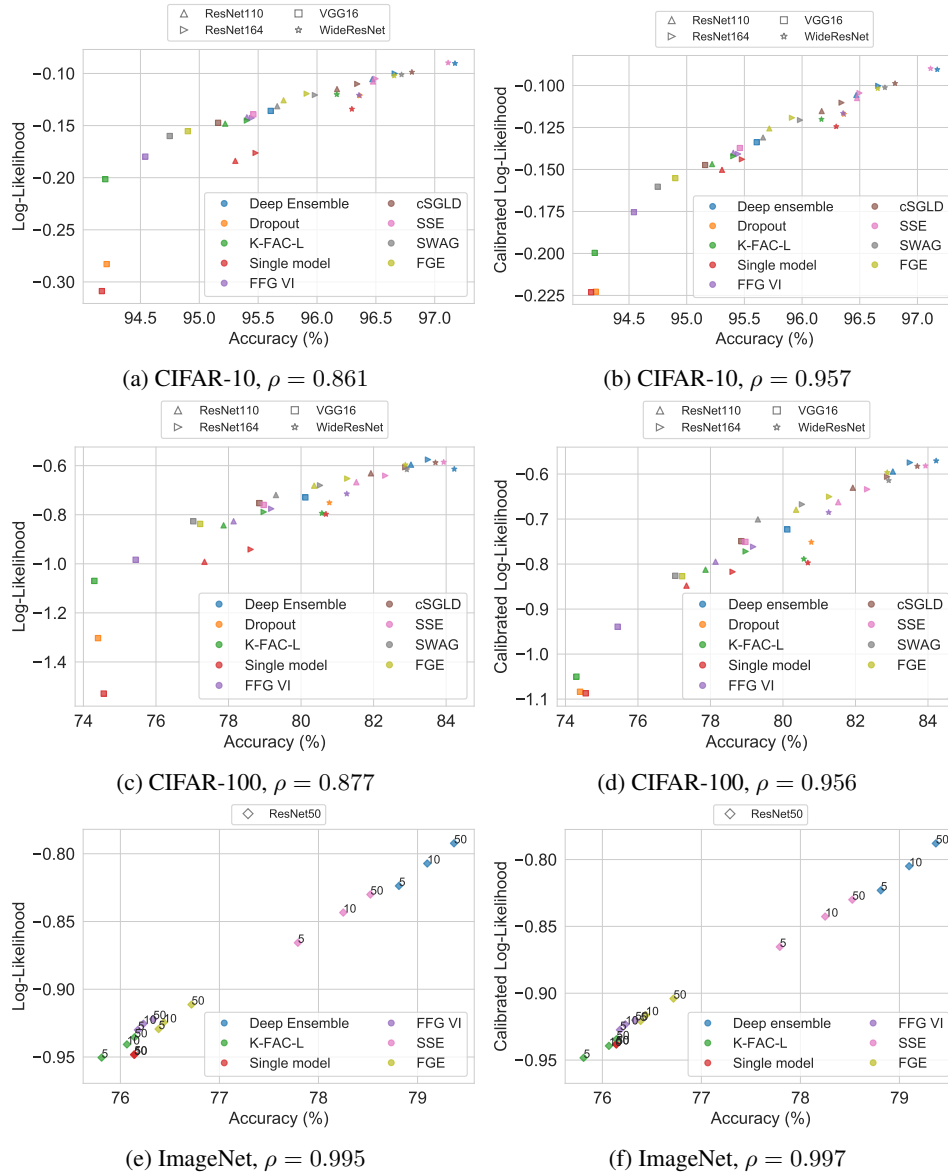 ResNet110 VGG16
ResNet164 WideResNet
−0.10
−0.15
−0.20
−0.25
−0.30
Log-Likelihood
Deep Ensemble cSGLD
Dropout SSE
K-FAC-L SWAG
Single model FGE
FFG VI
94.5 95.0 95.5 96.0 96.5 97.0
Accuracy (%)
(a) CIFAR-10, ρ = 0.861
ResNet110 VGG16
ResNet164 WideResNet
−0.100
−0.125
−0.150
−0.175
−0.200
−0.225
Calibrated Log-Likelihood
Deep ensemble cSGLD
Dropout SSE
K-FAC-L SWAG
Single model FGE
FFG VI
94.5 95.0 95.5 96.0 96.5 97.0
Accuracy (%)
(b) CIFAR-10, ρ = 0.957
ResNet110 VGG16
ResNet164 WideResNet
−0.6
−0.8
−1.0
−1.2
−1.4
Log-Likelihood
Deep Ensemble cSGLD
Dropout SSE
K-FAC-L SWAG
Single model FGE
FFG VI
74 76 78 80 82 84
Accuracy (%)
(c) CIFAR-100, ρ = 0.877
ResNet110 VGG16
ResNet164 WideResNet
−0.6
−0.7
−0.8
−0.9
−1.0
−1.1
Calibrated Log-Likelihood
Deep Ensemble cSGLD
Dropout SSE
K-FAC-L SWAG
Single model FGE
FFG VI
74 76 78 80 82 84
Accuracy (%)
(d) CIFAR-100, ρ = 0.956
ResNet50
−0.80
−0.85
−0.90
−0.95
Log-Likelihood
50
10
5
50
10
5
50
5
Deep Ensemble FFG VI
K-FAC-L SSE
Single model FGE
76 77 78 79
Accuracy (%)
(e) ImageNet, ρ = 0.995
ResNet50
−0.80
−0.85
−0.90
−0.95
Calibrated Log-Likelihood
50
10
5
50
10
5
50
10
5
Deep ensemble FFG VI
K-FAC-L SSE
Single model FGE
76 77 78 79
Accuracy (%)
(f) ImageNet, ρ = 0.997